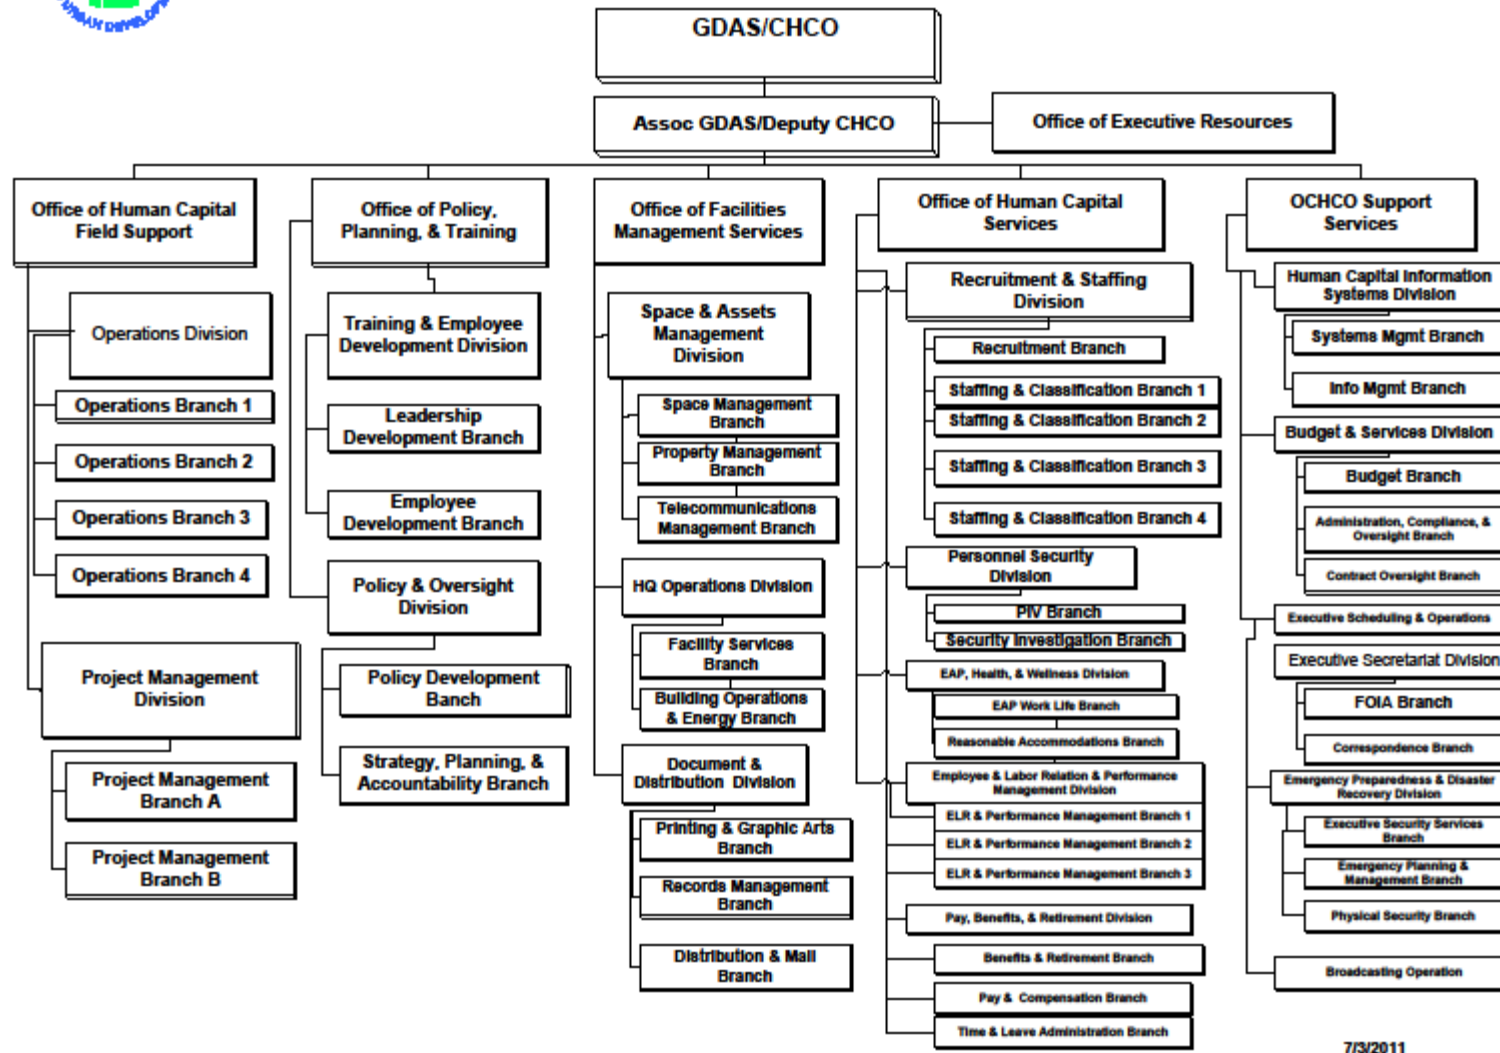 URBAN DEVELOP
GDAS/CHCO
Assoc GDAS/Deputy CHCO
Office of Executive Resources
Office of Human Capital
Field Support
Operations Division
Operations Branch 1
Operations Branch 2
Operations Branch 3
Operations Branch 4
Project Management
Division
Project Management
Branch A
Project Management
Branch B
Office of Policy,
Planning, & Training
Training & Employee
Development Division
Leadership
Development Branch
Employee
Development Branch
Policy & Oversight
Division
Policy Development
Banch
Strategy, Planning, &
Accountability Branch
Office of Facilities
Management Services
Space & Assets
Management
Division
Space Management
Branch
Property Management
Branch
Telecommunications
Management Branch
HQ Operations Division
Facility Services
Branch
Building Operations
& Energy Branch
Document &
Distribution Division
Printing & Graphic Arts
Branch
Records Management
Branch
Distribution & Mail
Branch
Office of Human Capital
Services
Recruitment & Staffing
Division
Recruitment Branch
Staffing & Classification Branch 1
Staffing & Classification Branch 2
Staffing & Classification Branch 3
Staffing & Classification Branch 4
Personnel Security
Division
PIV Branch
Security Investigation Branch
EAP, Health, & Wellness Division
EAP Work Life Branch
Reasonable Accommodations Branch
Employee & Labor Relation & Performance
Management Division
ELR & Performance Management Branch 1
ELR & Performance Management Branch 2
ELR & Performance Management Branch 3
Pay, Benefits, & Retirement Division
Benefits & Retirement Branch
Pay & Compensation Branch
Time & Leave Administration Branch
OCHCO Support
Services
Human Capital Information
Systems Division
Systems Mgmt Branch
Info Mgmt Branch
Budget & Services Division
Budget Branch
Administration, Compliance, &
Oversight Branch
Contract Oversight Branch
Executive Scheduling & Operations
Executive Secretariat Division
FOIA Branch
Correspondence Branch
Emergency Preparedness & Disaster
Recovery Division
Executive Security Services
Branch
Emergency Planning &
Management Branch
Physical Security Branch
Broadcasting Operation
7/3/2011